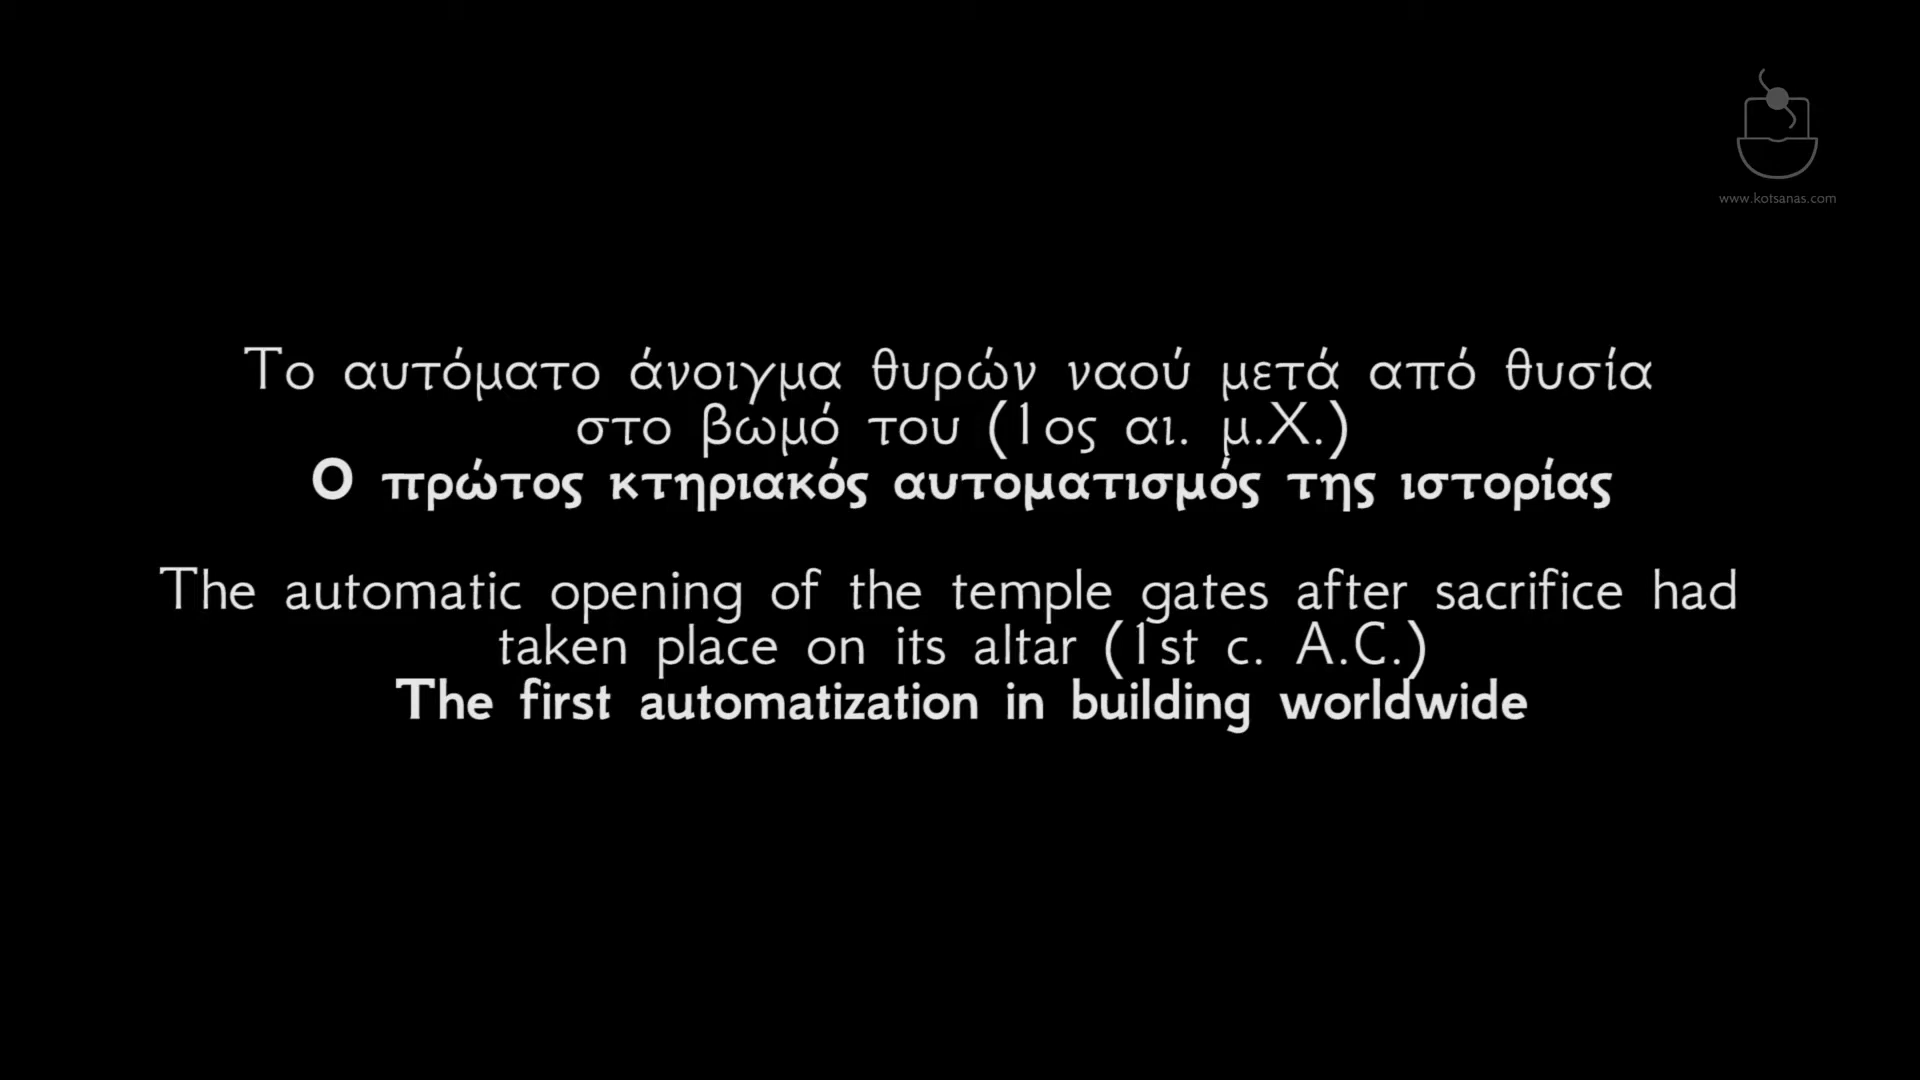 www.kotsanas.com
Το αυτόματο άνοιγμα θυρών ναού μετά από θυσία
στο βωμό του (1ος αι. μ.Χ.)
Ο πρώτος κτηριακός αυτοματισμός της ιστορίας
The automatic opening of the temple gates after sacrifice had
taken place on its altar (1st c. A.C.)
The first automatization in building worldwide